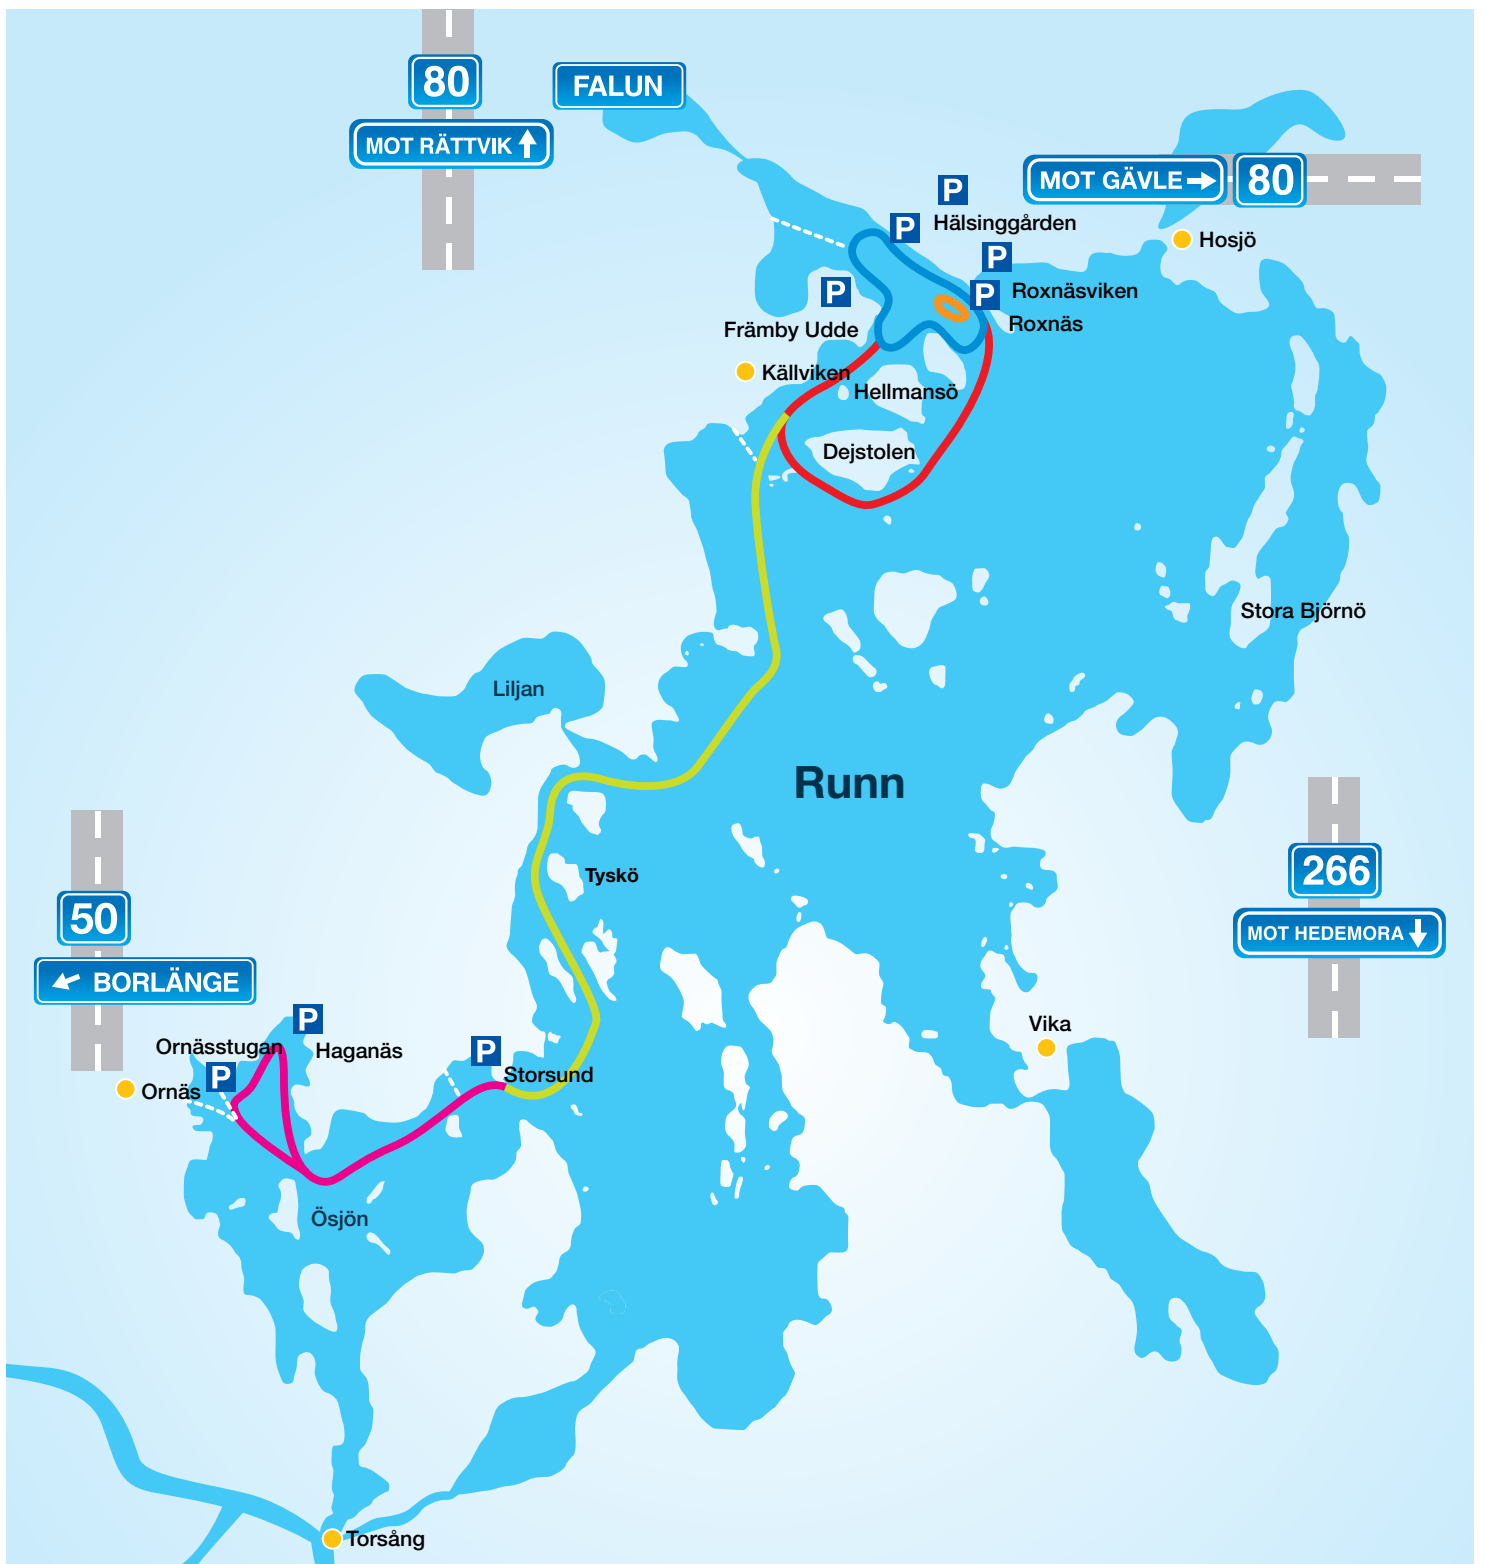 80
FALUN
MOT RÄTTVIK
MOT GÄVLE
80
P
P
Hälsinggården
Hosjö
P
P
Roxnäsviken
P
Roxnäs
Främby Udde
Källviken
Hellmansö
Dejstolen
Stora Björnö
Liljan
Runn
Tyskö
266
50
MOT HEDEMORA
BORLÄNGE
P
Ornässtugan
Haganäs
P
Vika
P
Storsund
Ornäs
Ösjön
Torsång